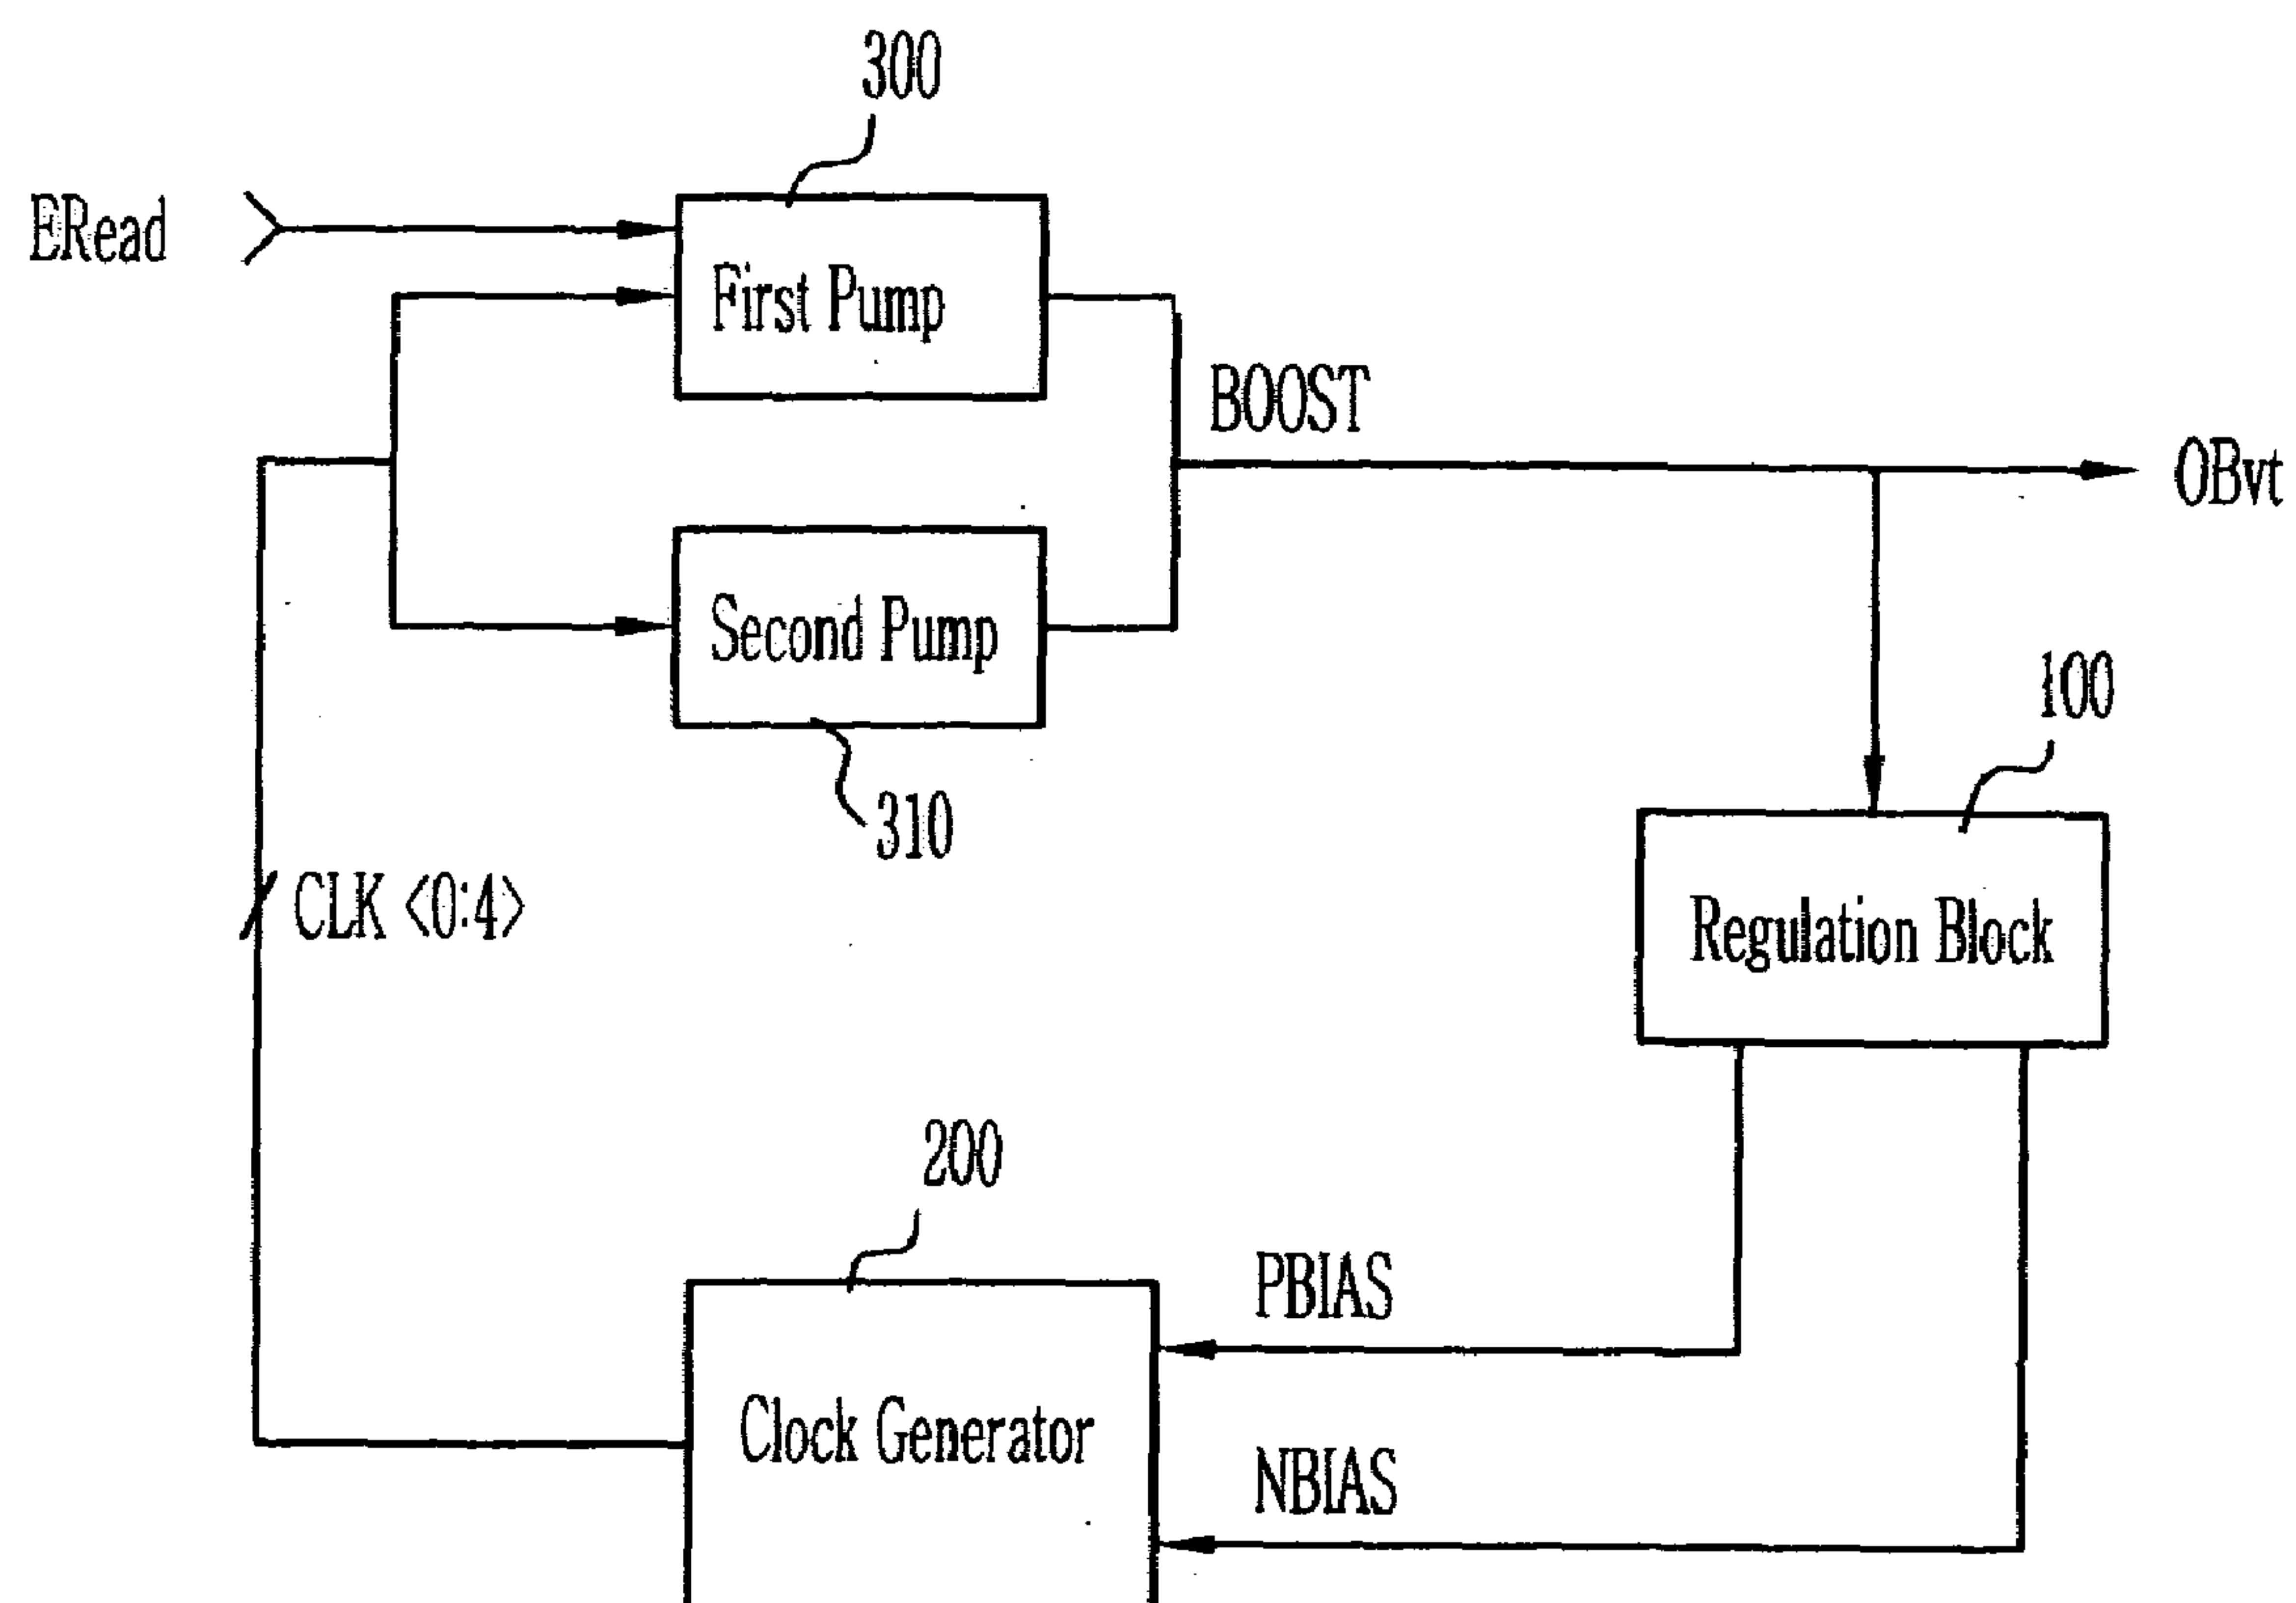 300
ERead
First Pump
BOOST
OBvt
Second Pump
100
310
CLK <0:4>
Regulation Block
200
PBIAS
Clock Generator
NBIAS